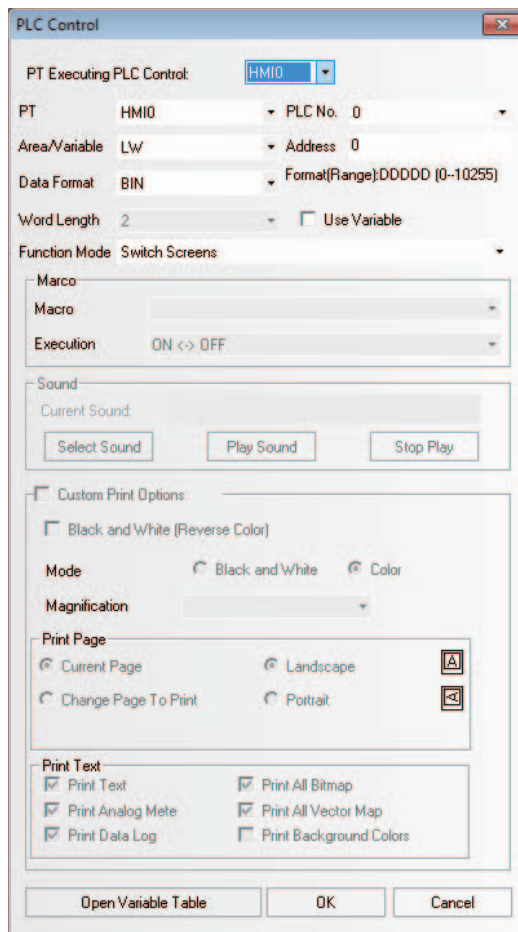 PLC Control
PT Executing PLC Control: HMI0
PT HMI0 PLC No. 0
Area/Variable LW Address 0
Data Format BIN Format(Range):DDDDD (0--10255)
Word Length 2 Use Variable
Function Mode Switch Screens
Marco
Macro
Execution ON <-> OFF
Sound
Current Sound:
Select Sound Play Sound Stop Play
Custom Print Options
Black and White (Reverse Color)
Mode Black and White Color
Magnification
Print Page
Current Page Landscape A
Change Page To Print Portrait A
Print Text
Print Text Print All Bitmap
Print Analog Mete Print All Vector Map
Print Data Log Print Background Colors
Open Variable Table OK Cancel